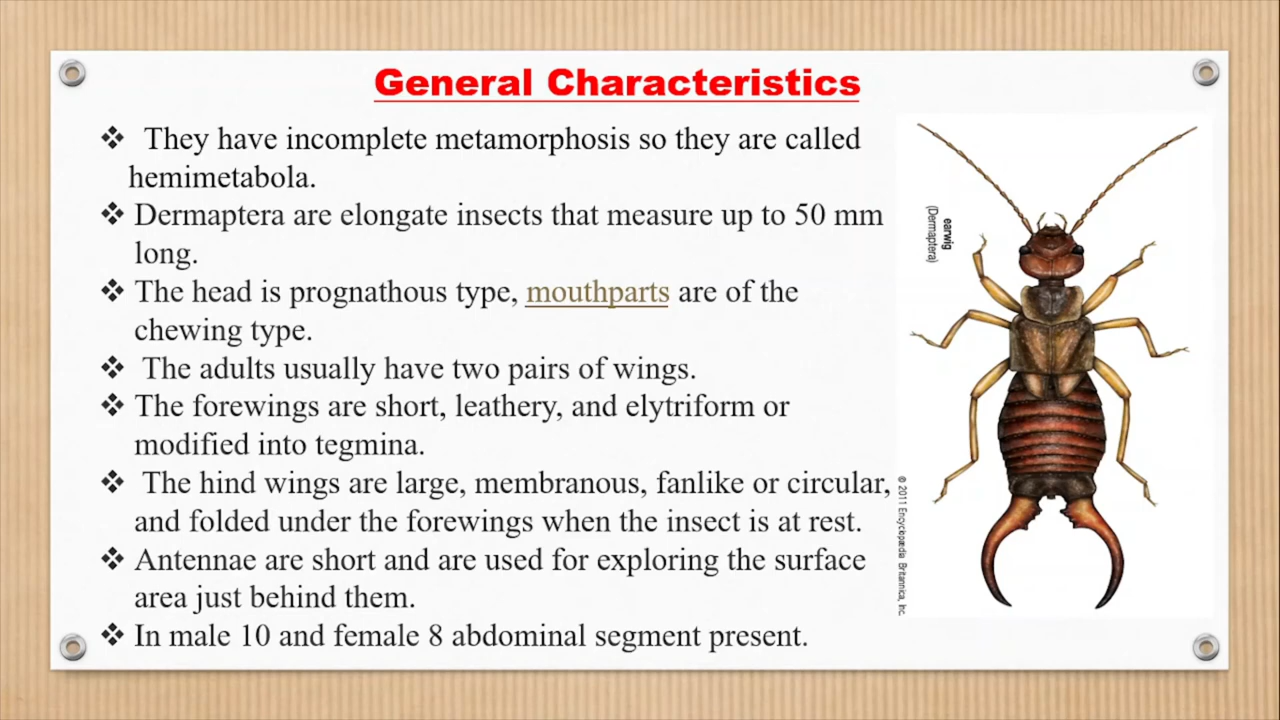 General Characteristics
❖ They have incomplete metamorphosis so they are called
hemimetabola.
❖ Dermaptera are elongate insects that measure up to 50 mm
long.
❖ The head is prognathous type, mouthparts are of the
chewing type.
❖ The adults usually have two pairs of wings.
❖ The forewings are short, leathery, and elytriform or
modified into tegmina.
❖ The hind wings are large, membranous, fanlike or circular,
and folded under the forewings when the insect is at rest.
❖ Antennae are short and are used for exploring the surface
area just behind them.
❖ In male 10 and female 8 abdominal segment present.
earwig
(Dermaptera)
© 2011 Encyclopædia Britannica, Inc.